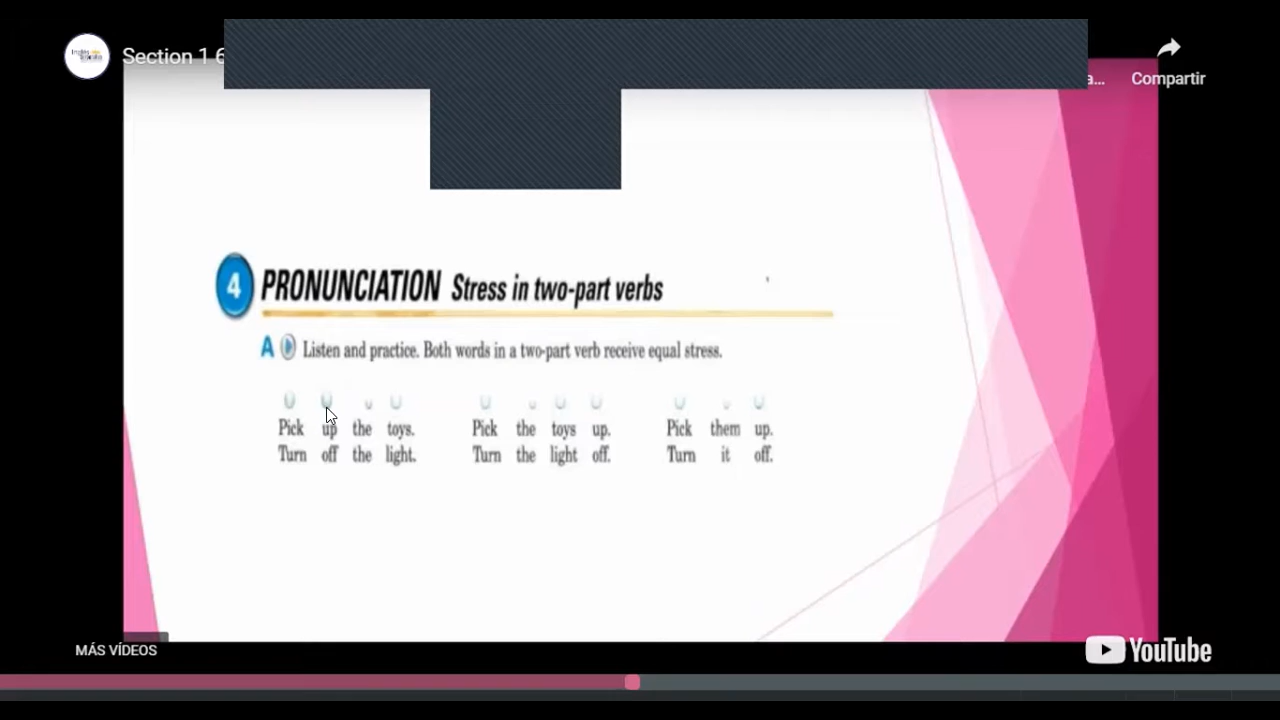 Section 1 6
a...
Compartir
4 PRONUNCIATION Stress in two-part verbs
A Listen and practice. Both words in a two-part verb receive equal stress.
Pick up the toys. Pick the toys up. Pick them up.
Turn off the light. Turn the light off. Turn it off.
MÁS VÍDEOS
YouTube